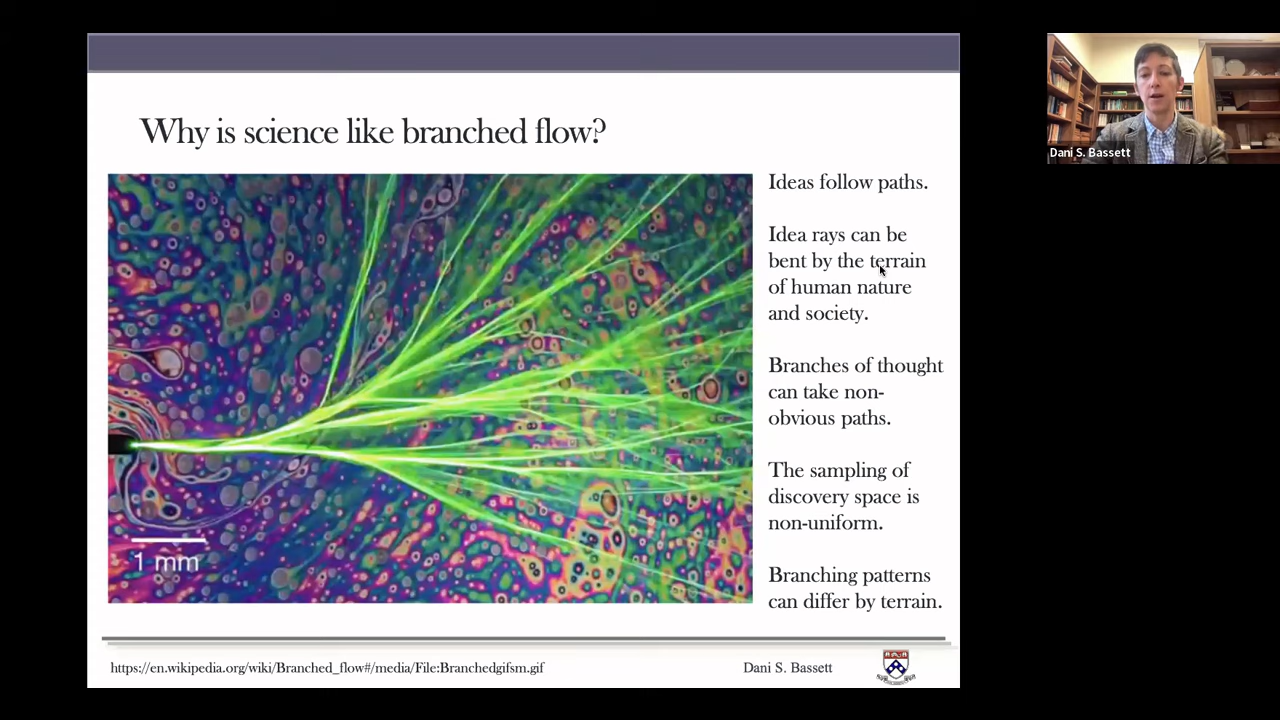 Why is science like branched flow?
Ideas follow paths.
Idea rays can be
bent by the terrain
of human nature
and society.
Branches of thought
can take non-
obvious paths.
The sampling of
discovery space is
non-uniform.
Branching patterns
can differ by terrain.
1 mm
https://en.wikipedia.org/wiki/Branched_flow#/media/File:Branchedgifsm.gif
Dani S. Bassett
Dani S. Bassett